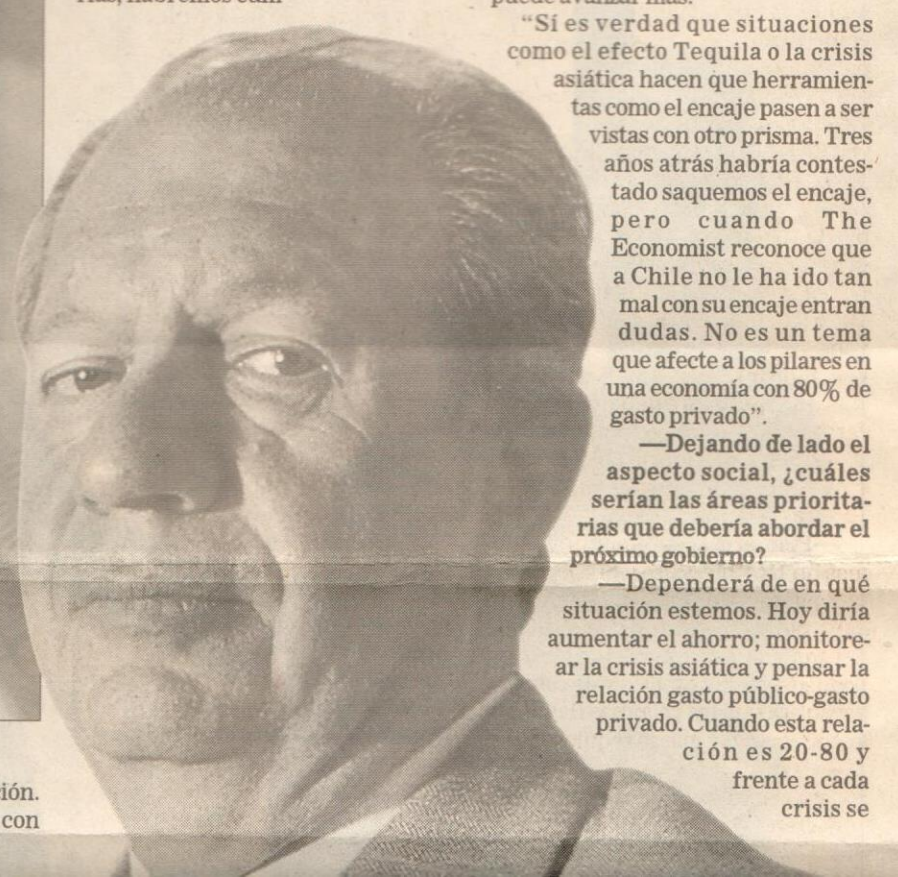 puede avanzar más.
“Sí es verdad que situaciones
como el efecto Tequila o la crisis
asiática hacen que herramien-
tas como el encaje pasen a ser
vistas con otro prisma. Tres
años atrás habría contes-
tado saquemos el encaje,
pero cuando The
Economist reconoce que
a Chile no le ha ido tan
mal con su encaje entran
dudas. No es un tema
que afecte a los pilares en
una economía con 80% de
gasto privado”.
—Dejando de lado el
aspecto social, ¿cuáles
serían las áreas priorita-
rias que debería abordar el
próximo gobierno?
—Dependerá de en qué
situación estemos. Hoy diría
aumentar el ahorro; monitore-
ar la crisis asiática y pensar la
relación gasto público-gasto
privado. Cuando esta rela-
ción es 20-80 y
frente a cada
crisis se
ión.
con